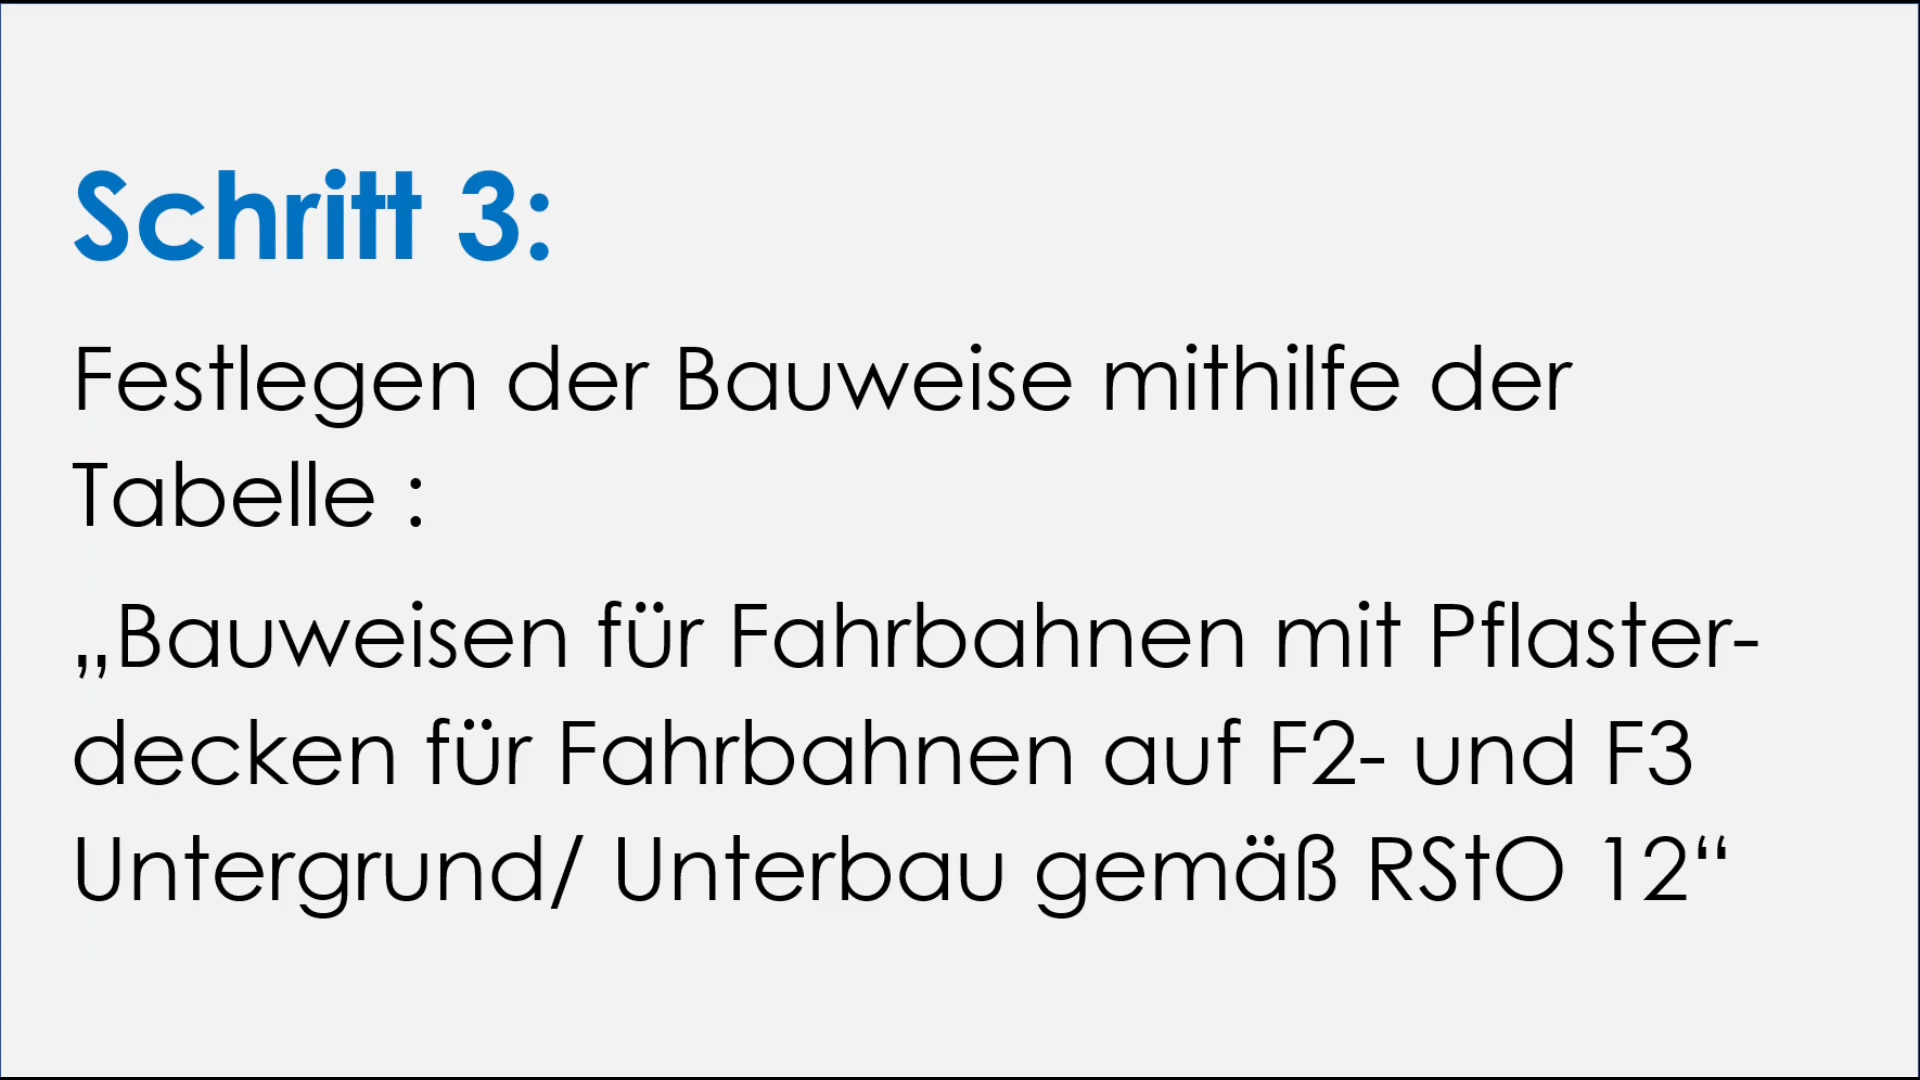 Schritt 3:
Festlegen der Bauweise mithilfe der
Tabelle :
„Bauweisen für Fahrbahnen mit Pflaster-
decken für Fahrbahnen auf F2- und F3
Untergrund/ Unterbau gemäß RStO 12“